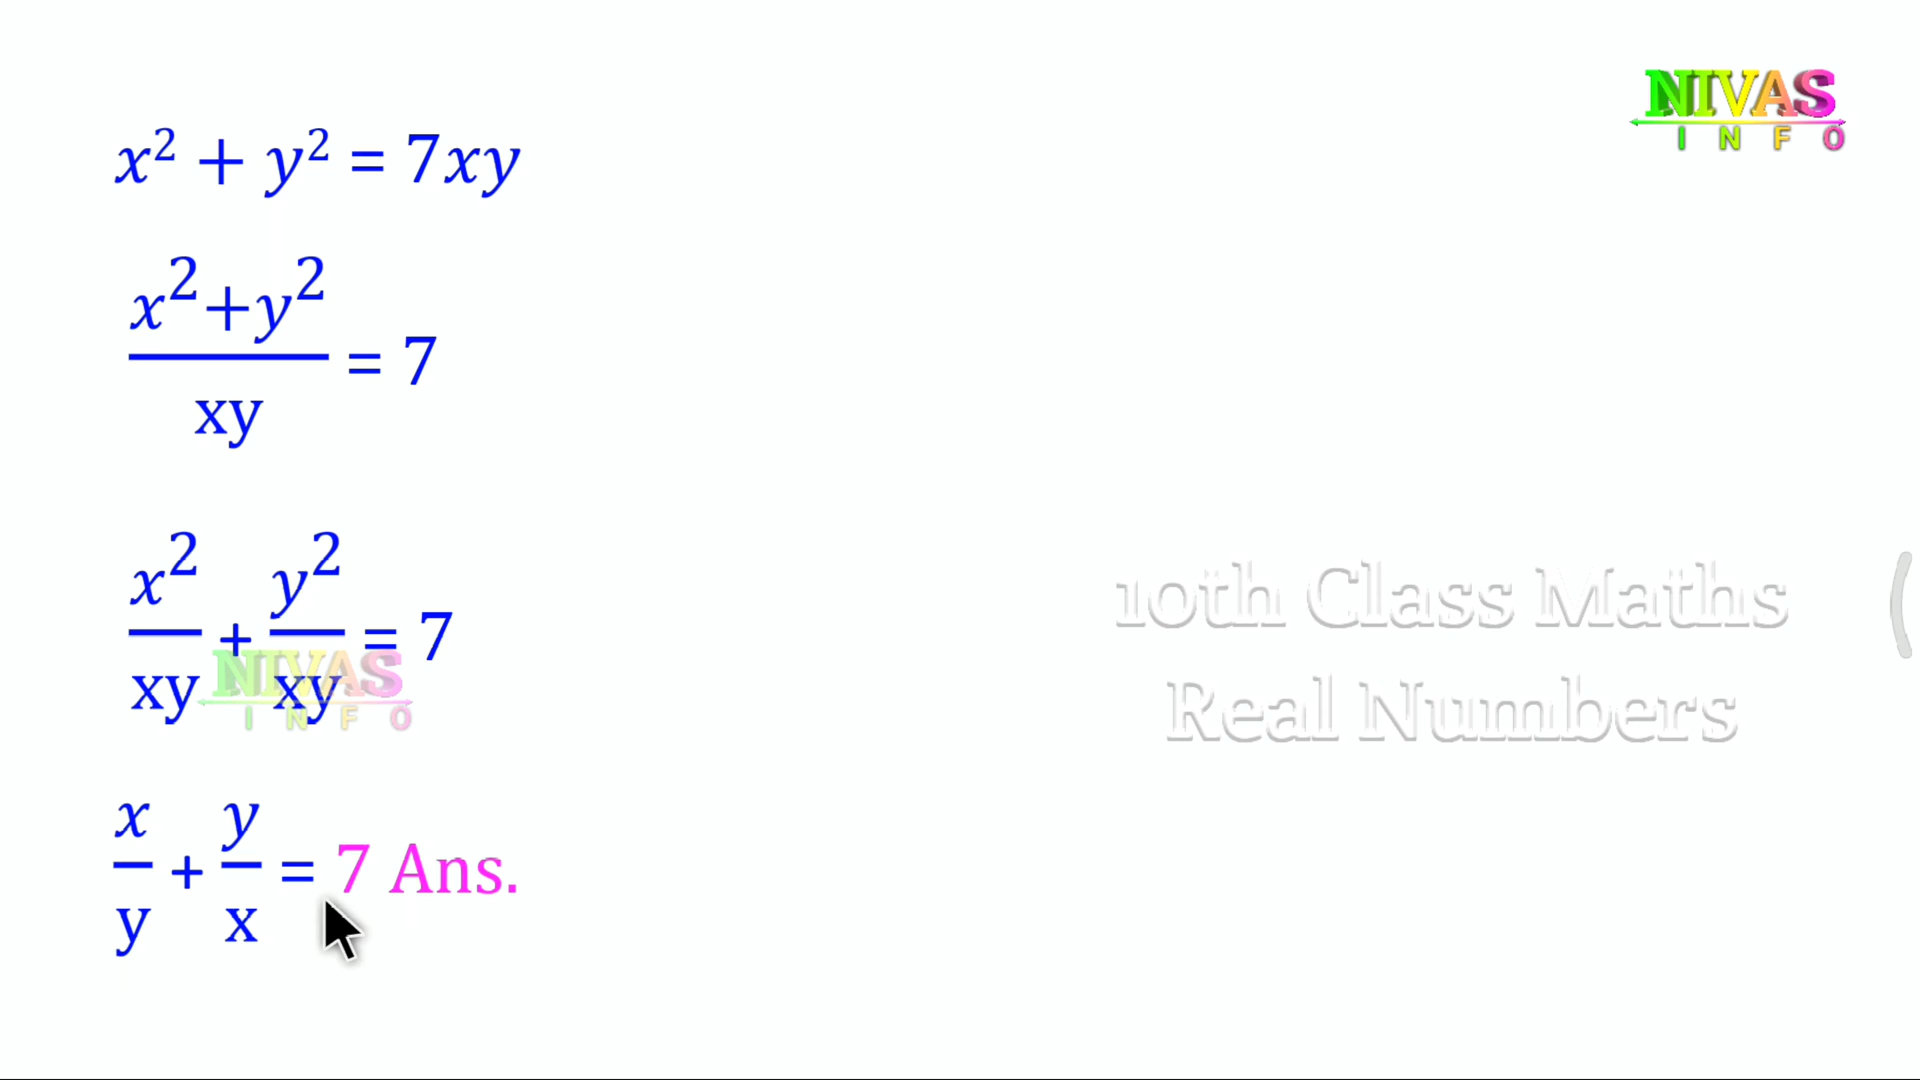 NIVAS
INFO
x² + y² = 7xy
x²+y²
xy
= 7
x²/xy + y²/xy = 7
NIVAS
INFO
10th Class Maths
Real Numbers
(
x/y + y/x = 7 Ans.